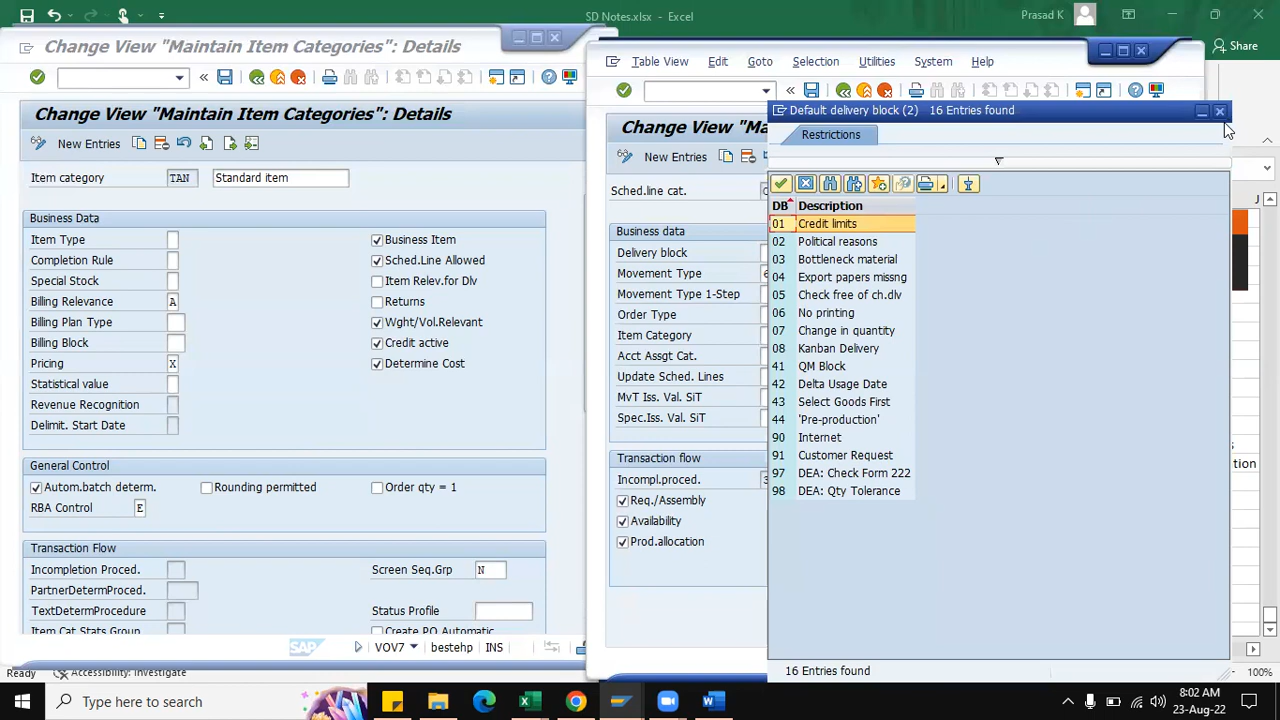 SD Notes.xlsx - Excel
Prasad K
Share
Change View "Maintain Item Categories": Details
Change View "Maintain Item Categories": Details
New Entries
Item category TAN Standard item
Business Data
Item Type
Completion Rule
Special Stock
Billing Relevance A
Billing Plan Type
Billing Block
Pricing X
Statistical value
Revenue Recognition
Delimit. Start Date
Business Item
Sched.Line Allowed
Item Relev.for Dlv
Returns
Wght/Vol.Relevant
Credit active
Determine Cost
General Control
Autom.batch determ.
Rounding permitted
Order qty = 1
RBA Control E
Transaction Flow
Incompletion Proced.
Screen Seq.Grp N
PartnerDetermProced.
TextDetermProcedure
Status Profile
Item Cat Stats Group
Create PO Automatic
SAP
VOV7
bestehp
INS
Table View Edit Goto Selection Utilities System Help
Change View "Ma
New Entries
Sched.line cat.
Business data
Delivery block
Movement Type
Movement Type 1-Step
Order Type
Item Category
Acct Assgt Cat.
Update Sched. Lines
MvT Iss. Val. SiT
Spec.Iss. Val. SiT
Transaction flow
Incompl.proced.
Req./Assembly
Availability
Prod.allocation
Default delivery block (2) 16 Entries found
Restrictions
DB Description
01 Credit limits
02 Political reasons
03 Bottleneck material
04 Export papers missng
05 Check free of ch.dlv
06 No printing
07 Change in quantity
08 Kanban Delivery
41 QM Block
42 Delta Usage Date
43 Select Goods First
44 'Pre-production'
90 Internet
91 Customer Request
97 DEA: Check Form 222
98 DEA: Qty Tolerance
16 Entries found
J
ition
Ready
Accessibility: Investigate
100%
Type here to search
8:02 AM
23-Aug-22